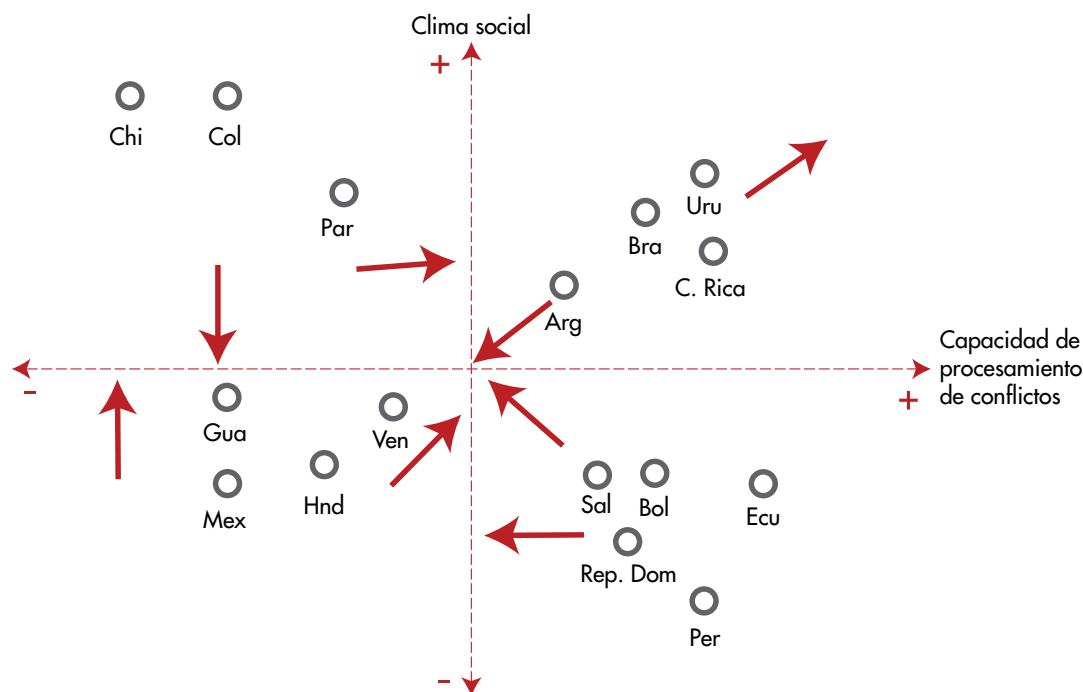 Clima social
+
Chi
Col
Par
Uru
Bra
C. Rica
Arg
Capacidad de
procesamiento
de conflictos
-
+
Gua
Ven
Hnd
Mex
Sal
Bol
Ecu
Rep. Dom
Per
-